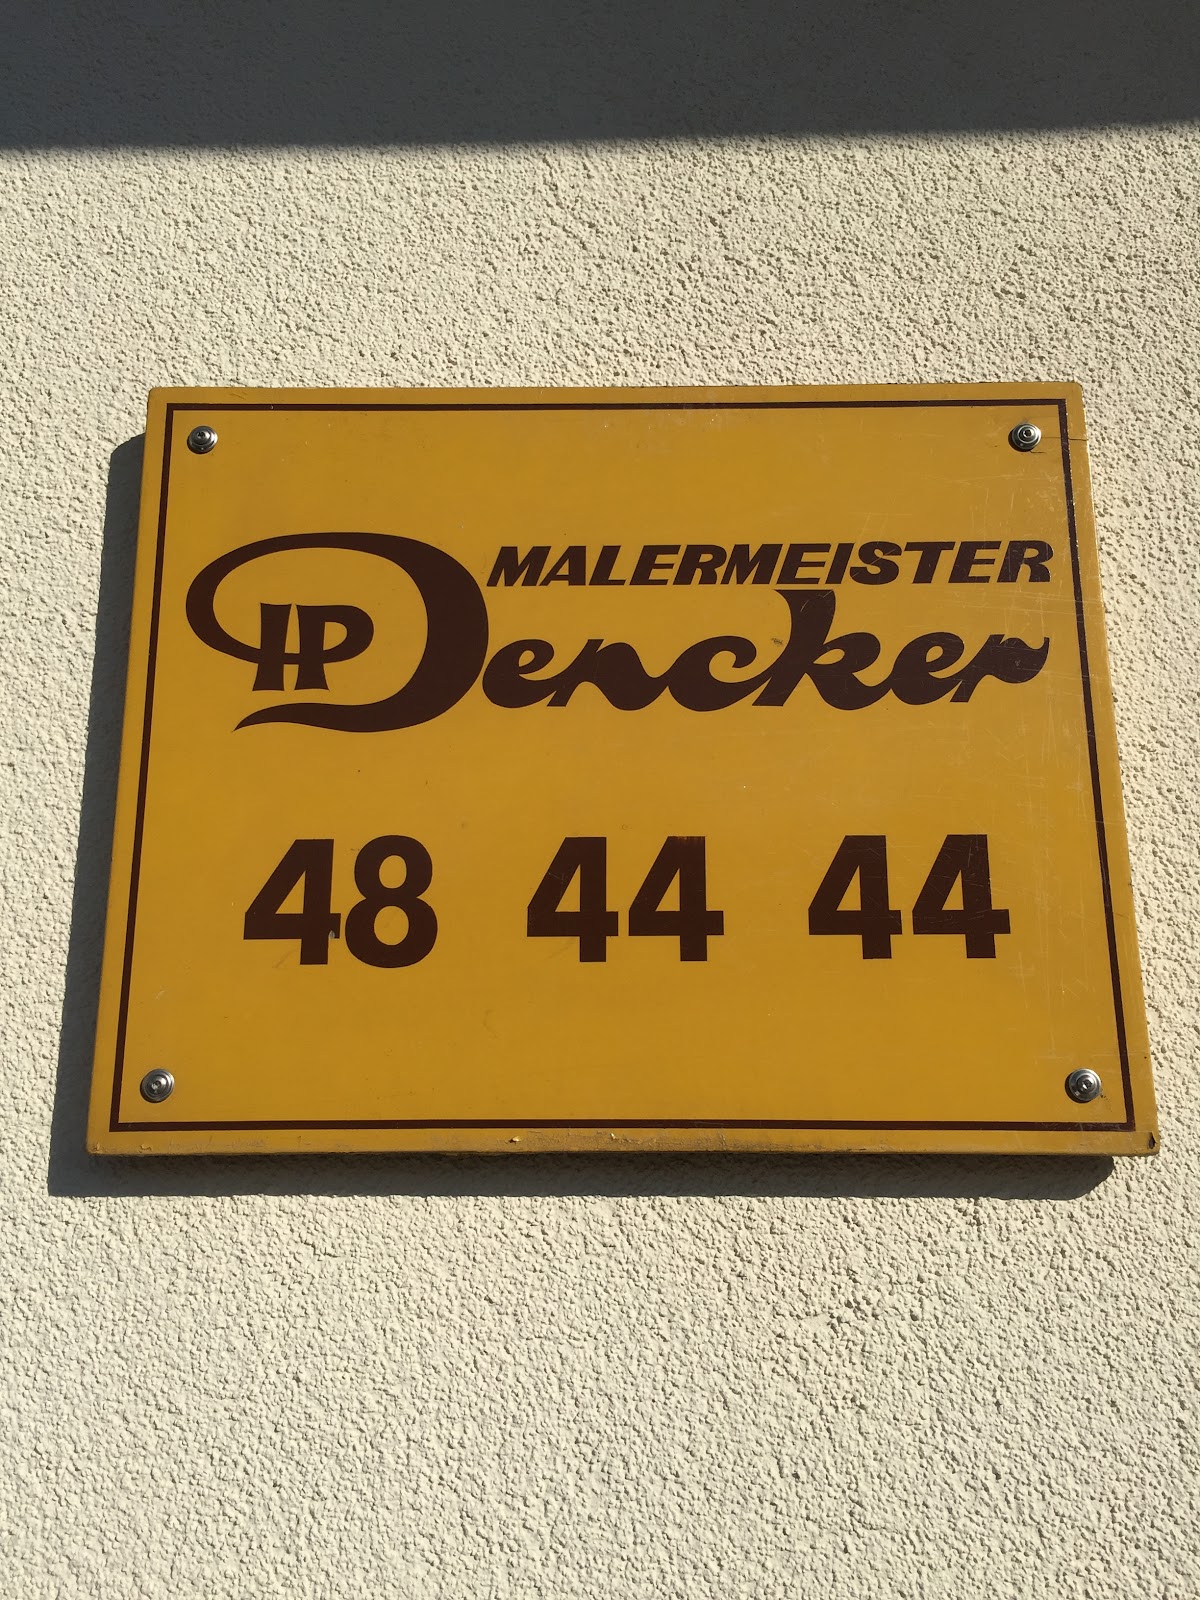 MALERMEISTER
HP Dencker
48 44 44